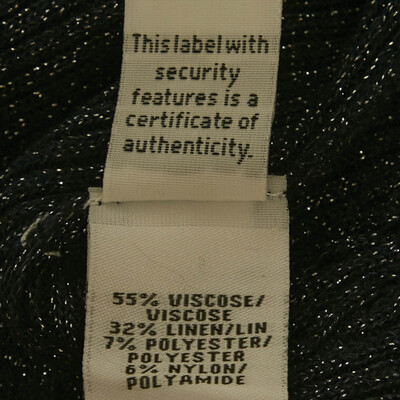 This label with
security
features is a
certificate of
authenticity.
55% VISCOSE/
VISCOSE
32% LINEN/LIN
7% POLYESTER/
POLYESTER
6% NYLON/
POLYAMIDE